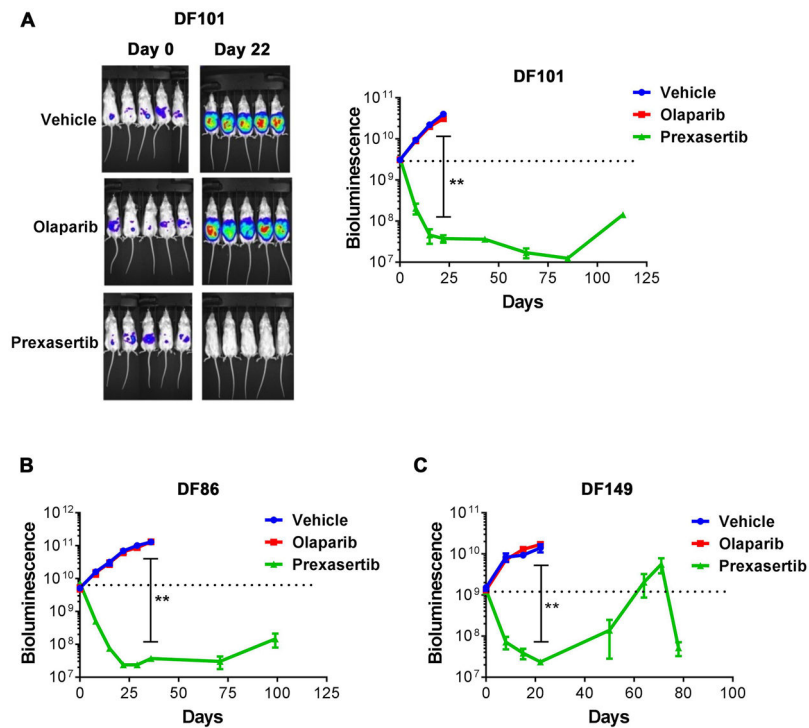 A
DF101
Day 0 Day 22
Vehicle
Olaparib
Prexasertib
DF101
Vehicle
Olaparib
Prexasertib
Bioluminescence
10^11
10^10
10^9
10^8
10^7
**
0 25 50 75 100 125
Days
B
DF86
Vehicle
Olaparib
Prexasertib
Bioluminescence
10^12
10^11
10^10
10^9
10^8
10^7
**
0 25 50 75 100 125
Days
C
DF149
Vehicle
Olaparib
Prexasertib
Bioluminescence
10^11
10^10
10^9
10^8
10^7
**
0 20 40 60 80 100
Days